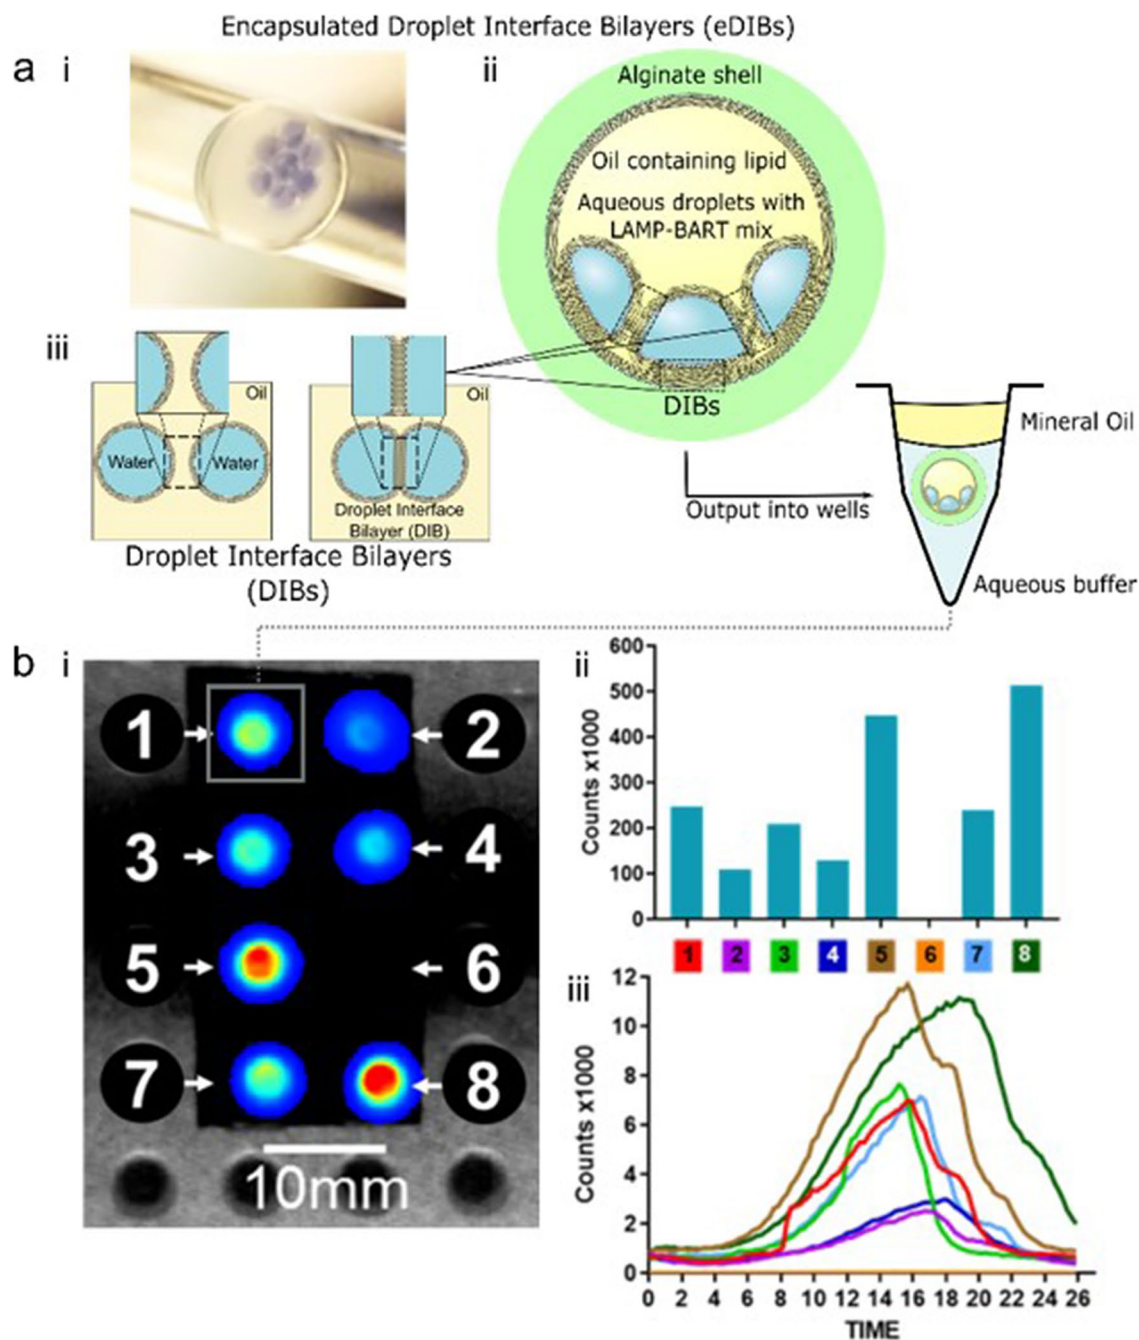 Encapsulated Droplet Interface Bilayers (eDIBs)
a i
ii
Alginate shell
Oil containing lipid
Aqueous droplets with
LAMP-BART mix
DIBs
iii
Oil
Water
Water
Oil
Droplet Interface
Bilayer (DIB)
Droplet Interface Bilayers
(DIBs)
Output into wells
Mineral Oil
Aqueous buffer
b i
1
2
3
4
5
6
7
8
10mm
ii
600
500
400
300
200
100
0
Counts x1000
1 2 3 4 5 6 7 8
iii
12
10
8
6
4
2
0
Counts x1000
0 2 4 6 8 10 12 14 16 18 20 22 24 26
TIME